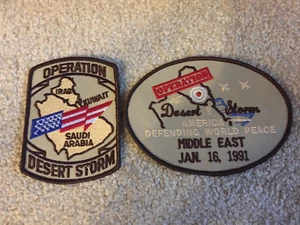 OPERATION
IRAQ
KUWAIT
SAUDI
ARABIA
DESERT STORM
OPERATION
Desert Storm
AMERICA
DEFENDING WORLD PEACE
MIDDLE EAST
JAN. 16, 1991